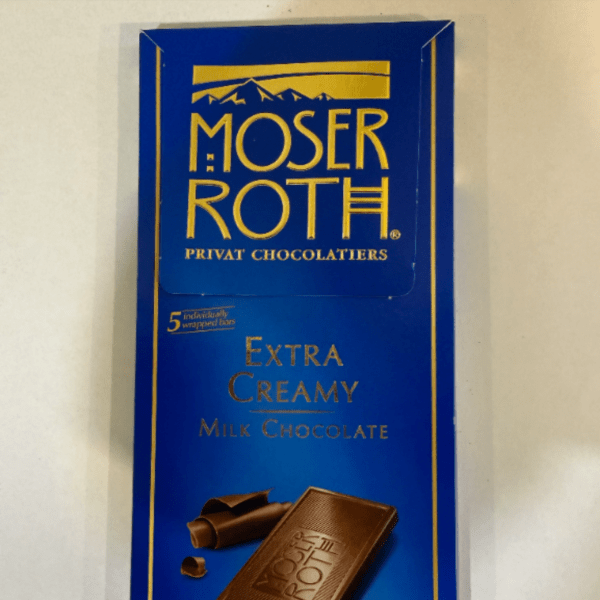 MOSER
ROTH®
PRIVAT CHOCOLATIERS
5 individually
wrapped bars
EXTRA
CREAMY
MILK CHOCOLATE
MOSER
ROTH